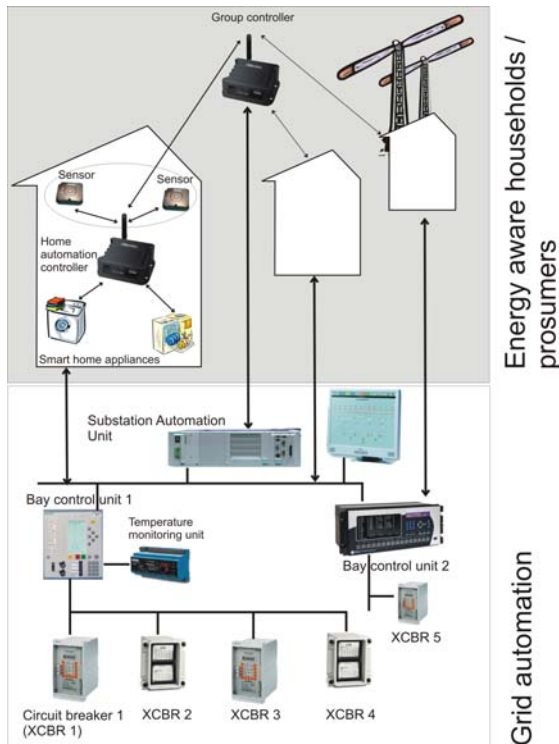 Group controller
Sensor
Sensor
Home
automation
controller
Smart home appliances
Energy aware households /
prosumers
Substation Automation
Unit
Bay control unit 1
Temperature
monitoring unit
Bay control unit 2
XCBR 5
Circuit breaker 1
(XCBR 1)
XCBR 2
XCBR 3
XCBR 4
Grid automation